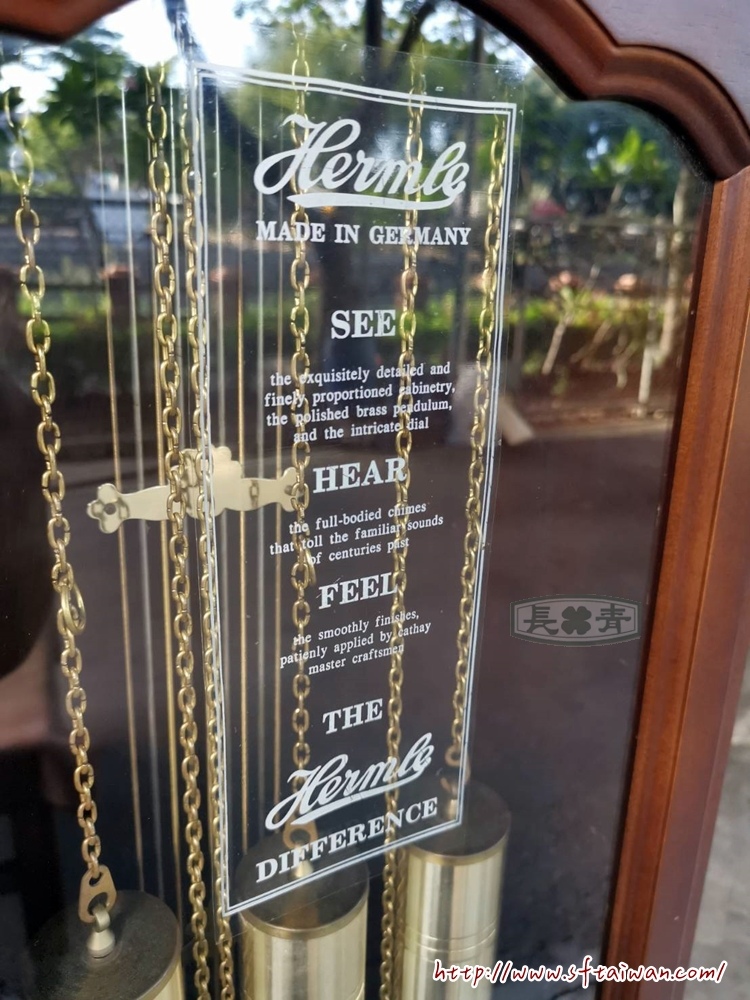 Hermle
MADE IN GERMANY
SEE
the exquisitely detailed and
finely proportioned cabinetry,
the polished brass pendulum,
and the intricate dial
HEAR
the full-bodied chimes
that toll the familiar sounds
of centuries past
FEEL
the smoothly finishes,
patienly applied by cathay
master craftsmen
THE
Hermle
DIFFERENCE
長青
http://www.sftaiwan.com/